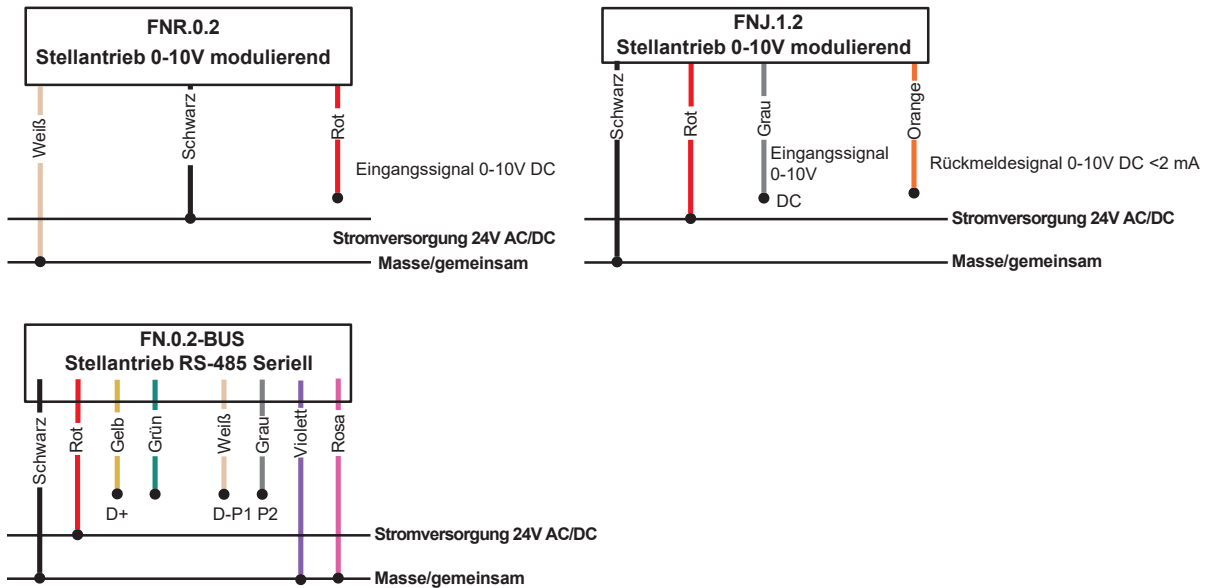 FNR.0.2
Stellantrieb 0-10V modulierend
Weiß
Schwarz
Rot
Eingangssignal 0-10V DC
Stromversorgung 24V AC/DC
Masse/gemeinsam
FNJ.1.2
Stellantrieb 0-10V modulierend
Schwarz
Rot
Grau
Orange
Eingangssignal
0-10V
DC
Rückmeldesignal 0-10V DC <2 mA
Stromversorgung 24V AC/DC
Masse/gemeinsam
FN.0.2-BUS
Stellantrieb RS-485 Seriell
Schwarz
Rot
Gelb
Grün
Weiß
Grau
Violett
Rosa
D+
D-P1 P2
Stromversorgung 24V AC/DC
Masse/gemeinsam